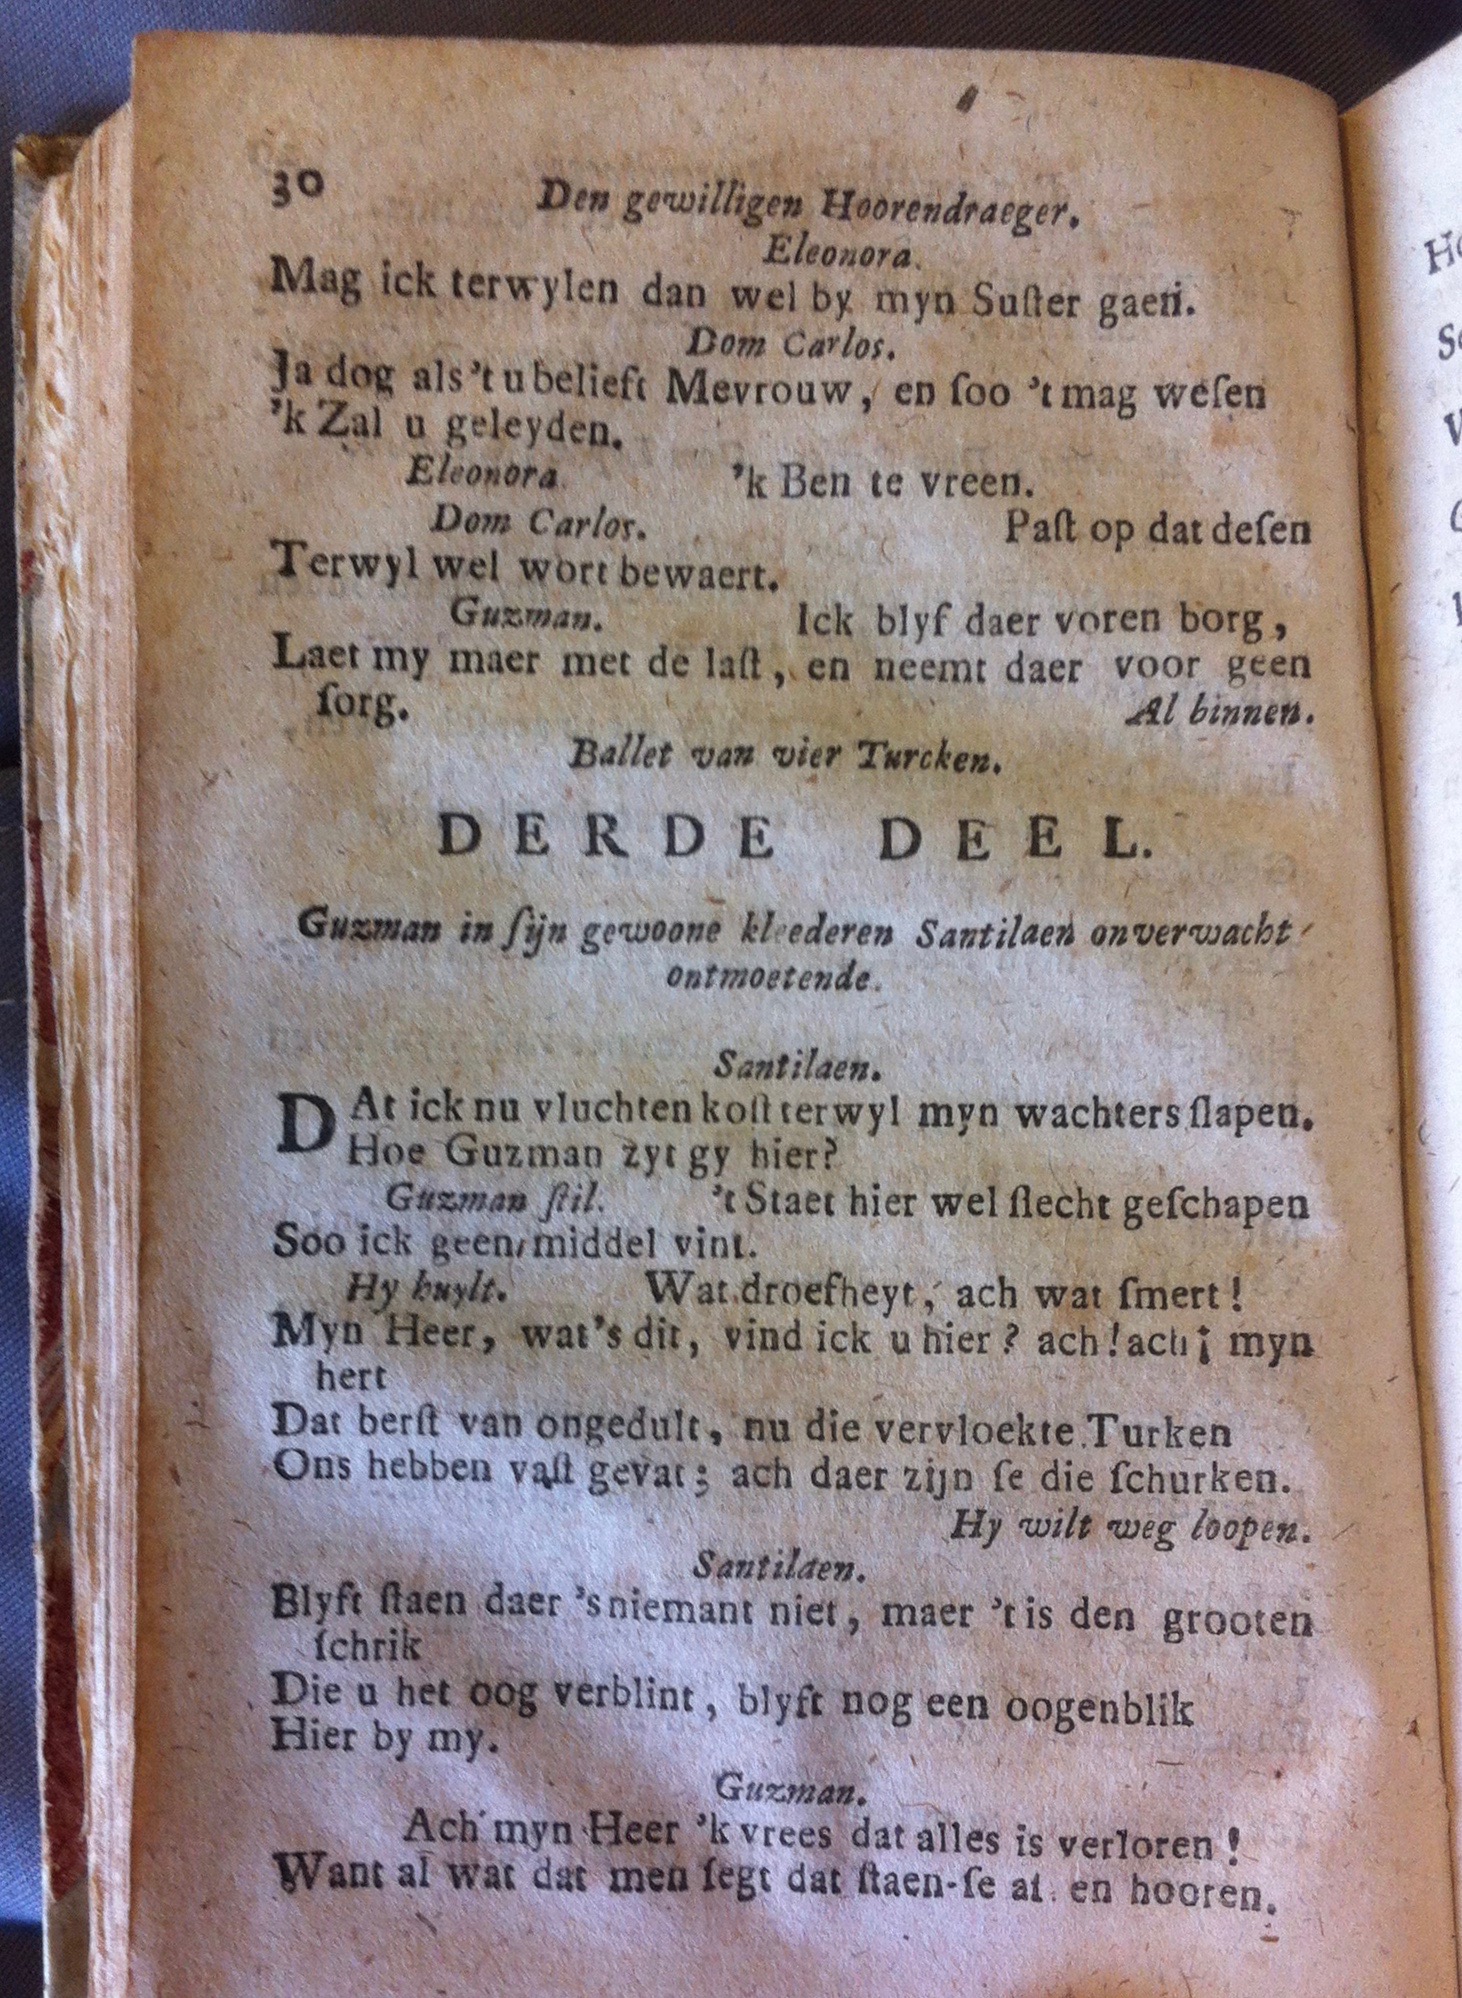 30 Den gewilligen Hoorendraeger.
Eleonora.
Mag ick terwylen dan wel by myn Suſter gaen.
Dom Carlos.
Ja dog als 't u belieft Mevrouw, en ſoo 't mag weſen
'k Zal u geleyden.
Eleonora. 'k Ben te vreen.
Dom Carlos. Paſt op dat deſen
Terwyl wel wort bewaert.
Guzman. Ick blyf daer voren borg,
Laet my maer met de laſt, en neemt daer voor geen
ſorg. Al binnen.
Ballet van vier Turcken.
DERDE DEEL.
Guzman in ſijn gewoone kleederen Santilaen onverwacht
ontmoetende.
Santilaen.
DAt ick nu vluchten koſt terwyl myn wachters ſlapen.
Hoe Guzman zyt gy hier?
Guzman ſtil. 't Staet hier wel ſlecht geſchapen
Soo ick geen middel vint.
Hy huylt. Wat droefheyt, ach wat ſmert!
Myn Heer, wat's dit, vind ick u hier? ach! ach¡ myn
hert
Dat berſt van ongedult, nu die vervloekte Turken
Ons hebben vaſt gevat; ach daer zijn ſe die ſchurken.
Hy wilt weg loopen.
Santilaen.
Blyft ſtaen daer 's niemant niet, maer 't is den grooten
ſchrik
Die u het oog verblint, blyft nog een oogenblik
Hier by my.
Guzman.
Ach myn Heer 'k vrees dat alles is verloren!
Want al wat dat men ſegt dat ſtaen-ſe al en hooren.